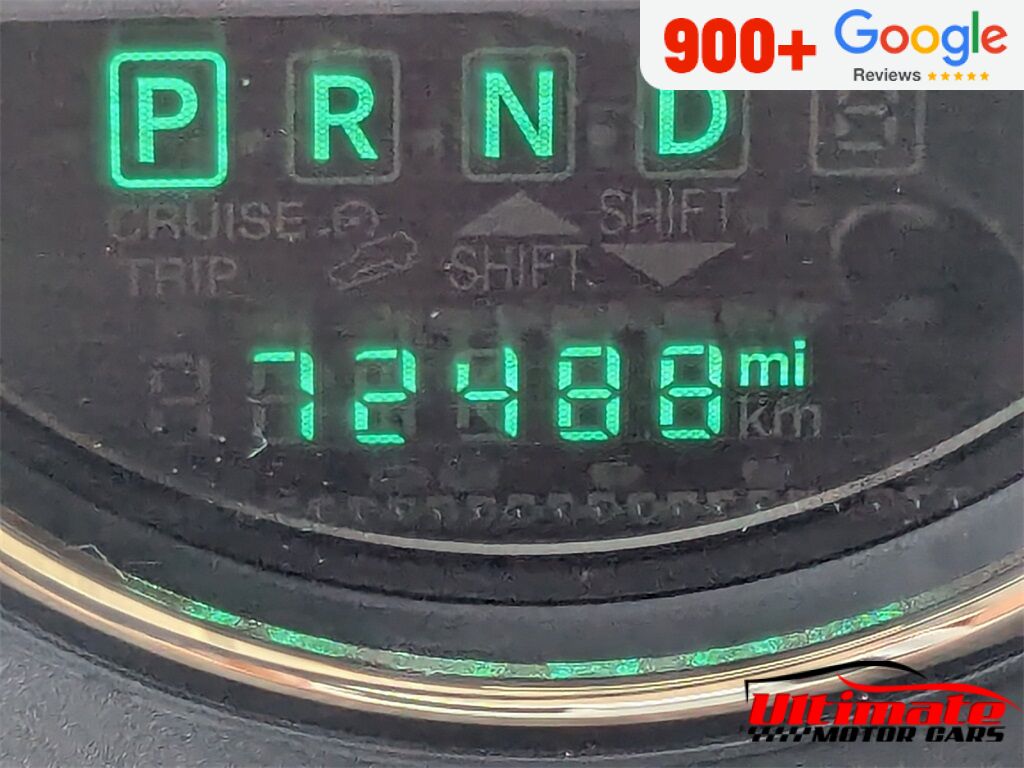 900+ Google
Reviews
P R N D
CRUISE SHIFT
TRIP SHIFT
72488 mi
km
Ultimate
MOTOR CARS